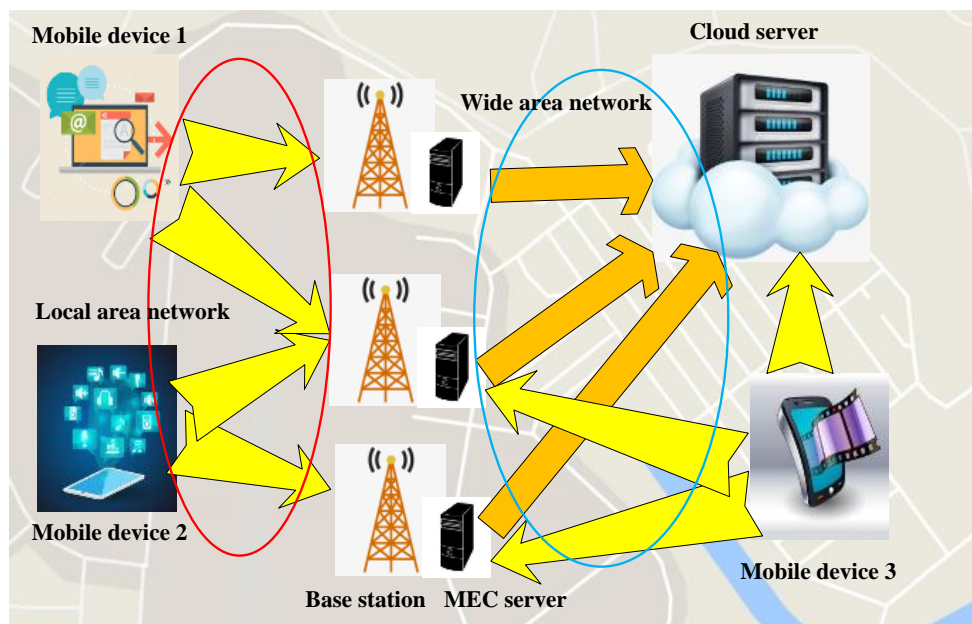 Mobile device 1
Cloud server
Wide area network
@
A
Local area network
Mobile device 2
Base station
MEC server
Mobile device 3